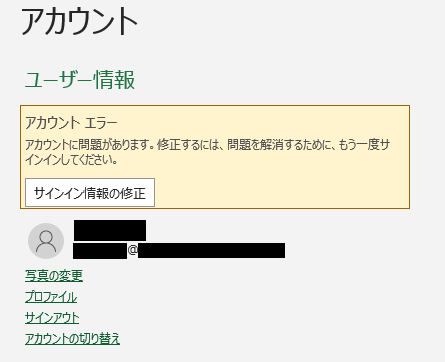 アカウント
ユーザー情報
アカウント エラー
アカウントに問題があります。修正するには、問題を解消するために、もう一度サ
インインしてください。
サインイン情報の修正
@
写真の変更
プロファイル
サインアウト
アカウントの切り替え